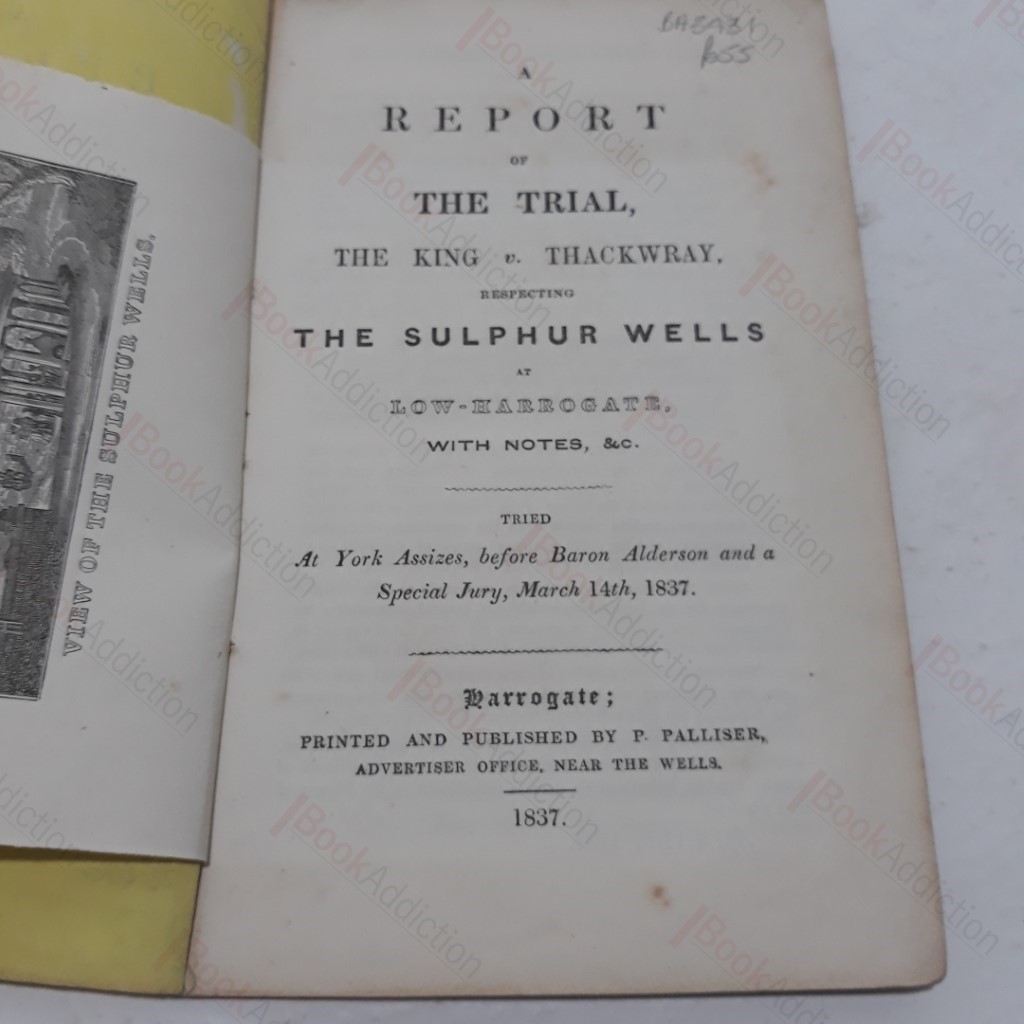 VIEW OF THE SULPHUR WELLS.
A
REPORT
OF
THE TRIAL,
THE KING v. THACKWRAY,
RESPECTING
THE SULPHUR WELLS
AT
LOW-HARROGATE,
WITH NOTES, &c.
TRIED
At York Assizes, before Baron Alderson and a
Special Jury, March 14th, 1837.
Harrogate;
PRINTED AND PUBLISHED BY P. PALLISER,
ADVERTISER OFFICE, NEAR THE WELLS.
1837.
BookAddiction